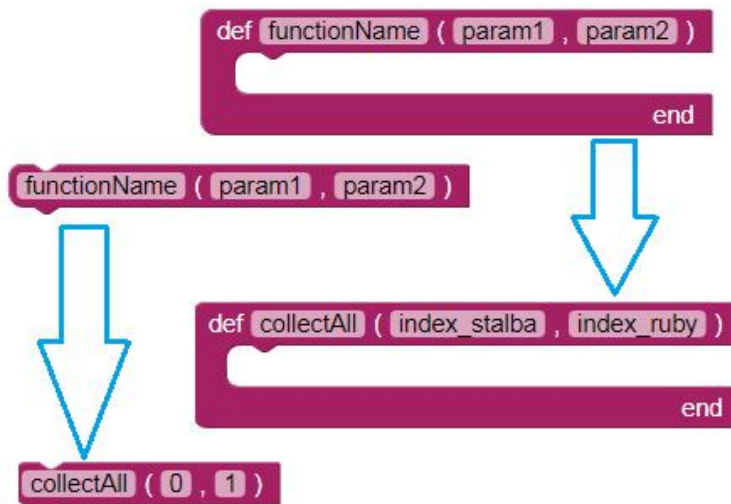 def functionName ( param1 , param2 )
end
functionName ( param1 , param2 )
def collectAll ( index_stalba , index_ruby )
end
collectAll ( 0 , 1 )